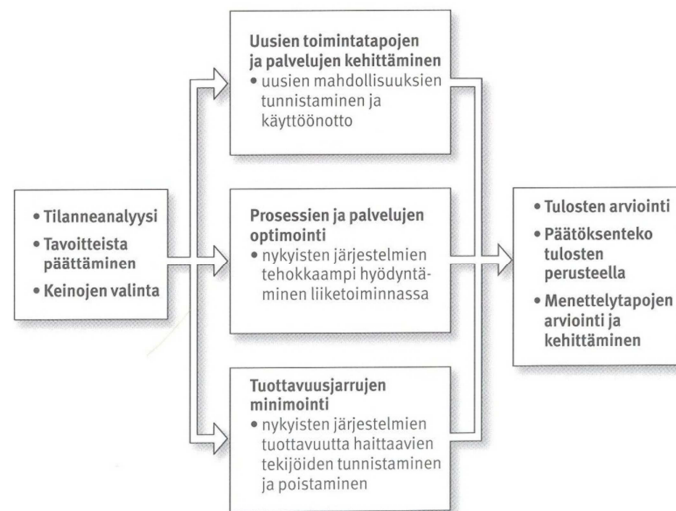 Uusien toimintatapojen
ja palvelujen kehittäminen
• uusien mahdollisuuksien
tunnistaminen ja
käyttöönotto
• Tilanneanalyysi
• Tavoitteista
päättäminen
• Keinojen valinta
Prosessien ja palvelujen
optimointi
• nykyisten järjestelmien
tehokkaampi hyödyntä-
minen liiketoiminnassa
Tuottavuusjarrujen
minimointi
• nykyisten järjestelmien
tuottavuutta haittaavien
tekijöiden tunnistaminen
ja poistaminen
• Tulosten arviointi
• Päätöksenteko
tulosten
perusteella
• Menettelytapojen
arviointi ja
kehittäminen